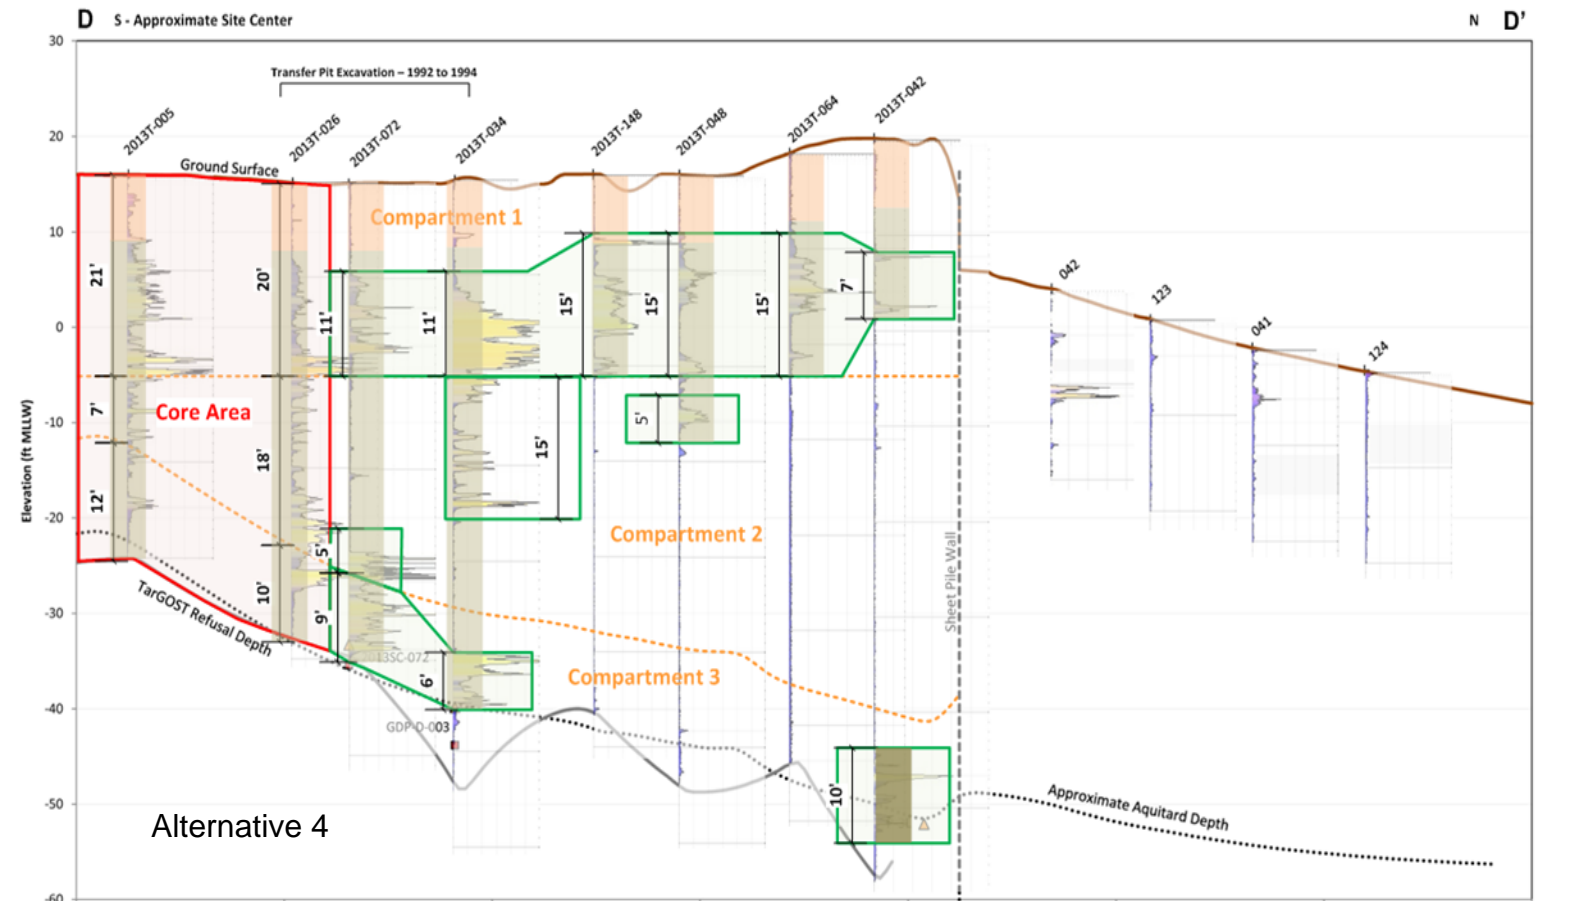 D S - Approximate Site Center N D’
30
Transfer Pit Excavation – 1992 to 1994
2013T-005
2013T-026
2013T-072
2013T-034
2013T-148
2013T-048
2013T-064
2013T-042
20
Ground Surface
Compartment 1
10
042
123
041
124
21'
20'
11'
11'
15'
15'
15'
7'
0
Core Area
7'
5'
-10
18'
15'
12'
Elevation (ft MLLW)
-20
Compartment 2
5'
Sheet Pile Wall
10'
9'
-30
TarGOST Refusal Depth
2013SC-072
6'
Compartment 3
-40
GDP-D-003
10'
-50
Approximate Aquitard Depth
Alternative 4
-60